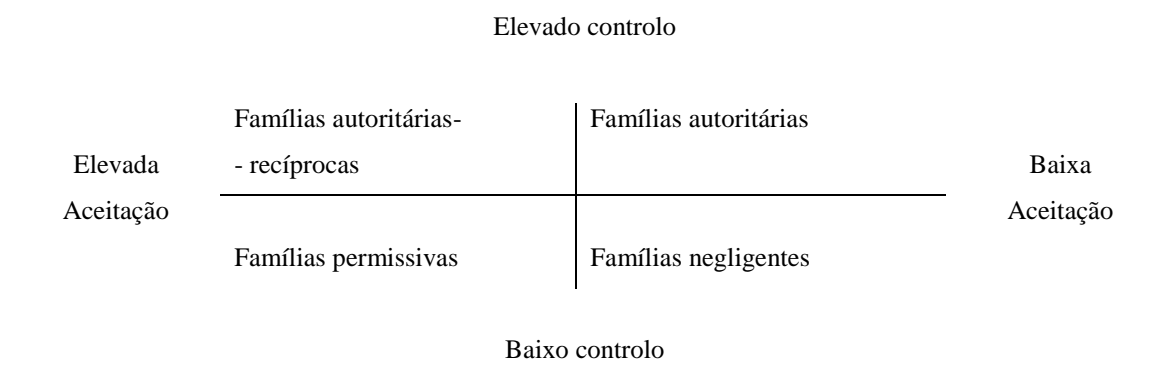 Elevado controlo
Famílias autoritárias-
- recíprocas
Famílias autoritárias
Elevada
Aceitação
Baixa
Aceitação
Famílias permissivas
Famílias negligentes
Baixo controlo